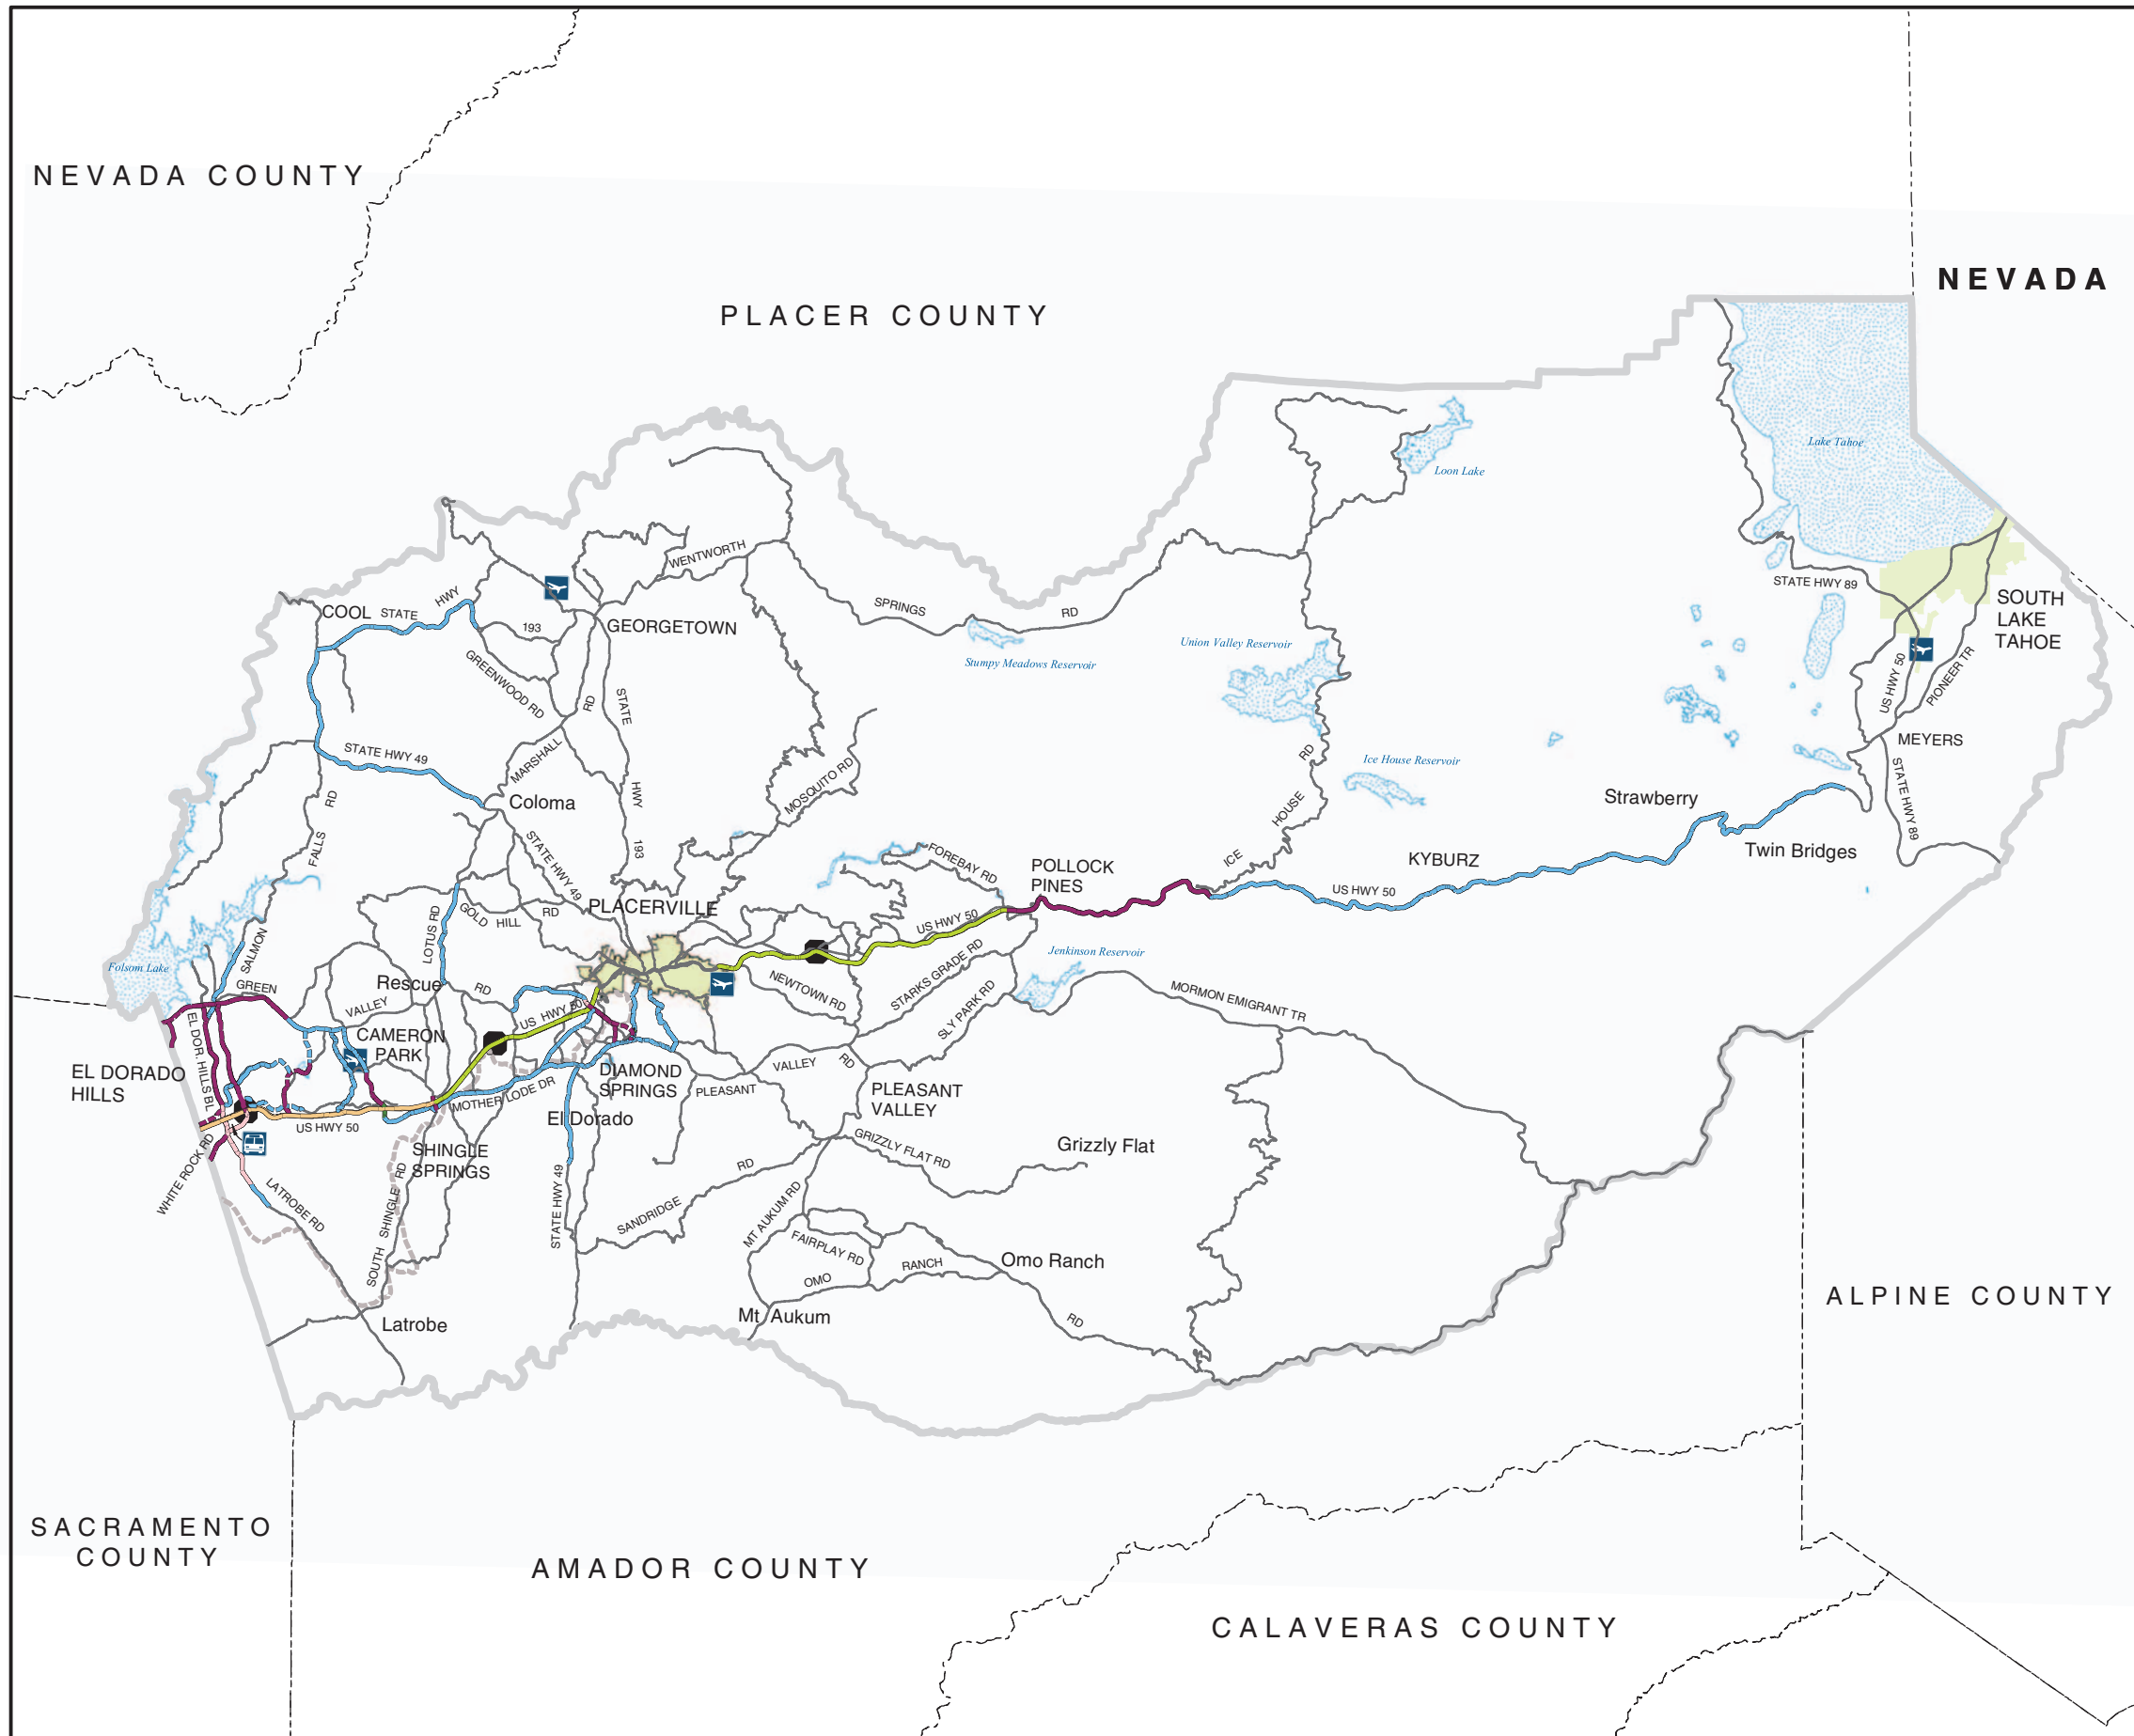 NEVADA COUNTY
NEVADA
PLACER COUNTY
Lake Tahoe
Loon Lake
WENTWORTH
SPRINGS
RD
STATE HWY 89
SOUTH
LAKE
TAHOE
COOL
STATE
HWY
193
GEORGETOWN
Stumpy Meadows Reservoir
Union Valley Reservoir
GREENWOOD RD
RD
STATE
HWY
193
US HWY 50
PIONEER TR
MEYERS
STATE HWY 89
STATE HWY 49
MARSHALL
MOSQUITO RD
RD
HOUSE
ICE
Ice House Reservoir
Coloma
Strawberry
Twin Bridges
RD
FALLS
SALMON
STATE HWY 49
FOREBAY RD
POLLOCK
PINES
KYBURZ
US HWY 50
PLACERVILLE
GOLD
HILL
RD
LOTUS RD
US HWY 50
Jenkinson Reservoir
Folsom Lake
GREEN
VALLEY
Rescue
RD
NEWTOWN RD
STARKS GRADE RD
SLY PARK RD
MORMON EMIGRANT TR
EL DOR. HILLS BL
CAMERON
PARK
US HWY 50
EL DORADO
HILLS
DIAMOND
SPRINGS
PLEASANT
VALLEY
RD
PLEASANT
VALLEY
MOTHER LODE DR
El Dorado
US HWY 50
WHITE ROCK RD
SHINGLE
SPRINGS
LATROBE RD
SOUTH
SHINGLE
RD
STATE HWY 49
SANDRIDGE
RD
GRIZZLY FLAT RD
Grizzly Flat
MT AUKUM RD
FAIRPLAY RD
OMO
RANCH
RD
Omo Ranch
Mt Aukum
Latrobe
ALPINE COUNTY
SACRAMENTO
COUNTY
AMADOR COUNTY
CALAVERAS COUNTY